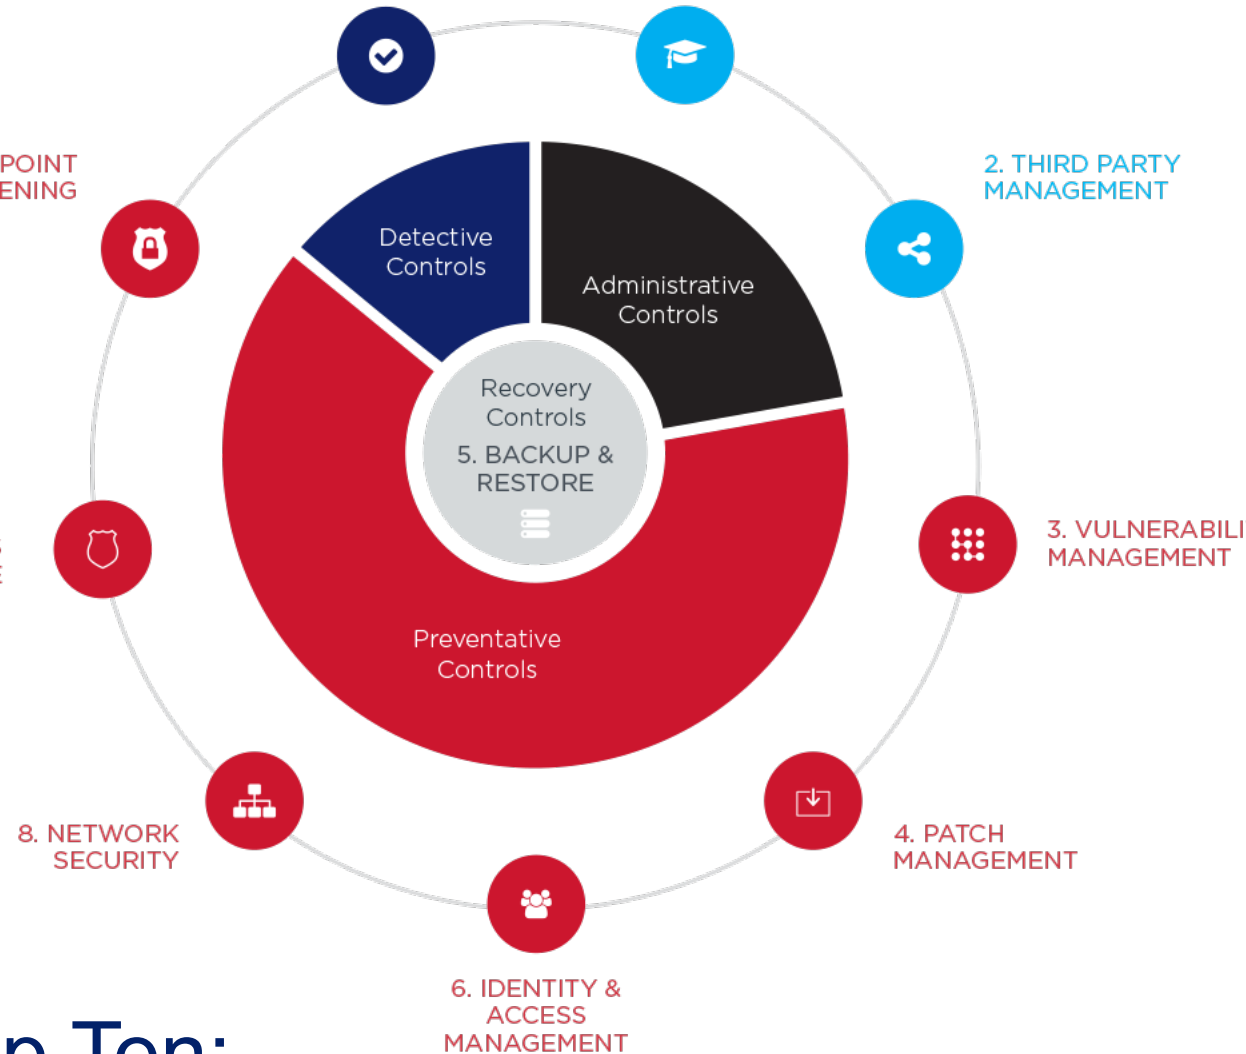 POINT
ENING
2. THIRD PARTY
MANAGEMENT
Detective
Controls
Administrative
Controls
Recovery
Controls
5. BACKUP &
RESTORE
3. VULNERABILI
MANAGEMENT
Preventative
Controls
8. NETWORK
SECURITY
4. PATCH
MANAGEMENT
6. IDENTITY &
ACCESS
MANAGEMENT
p Ten: